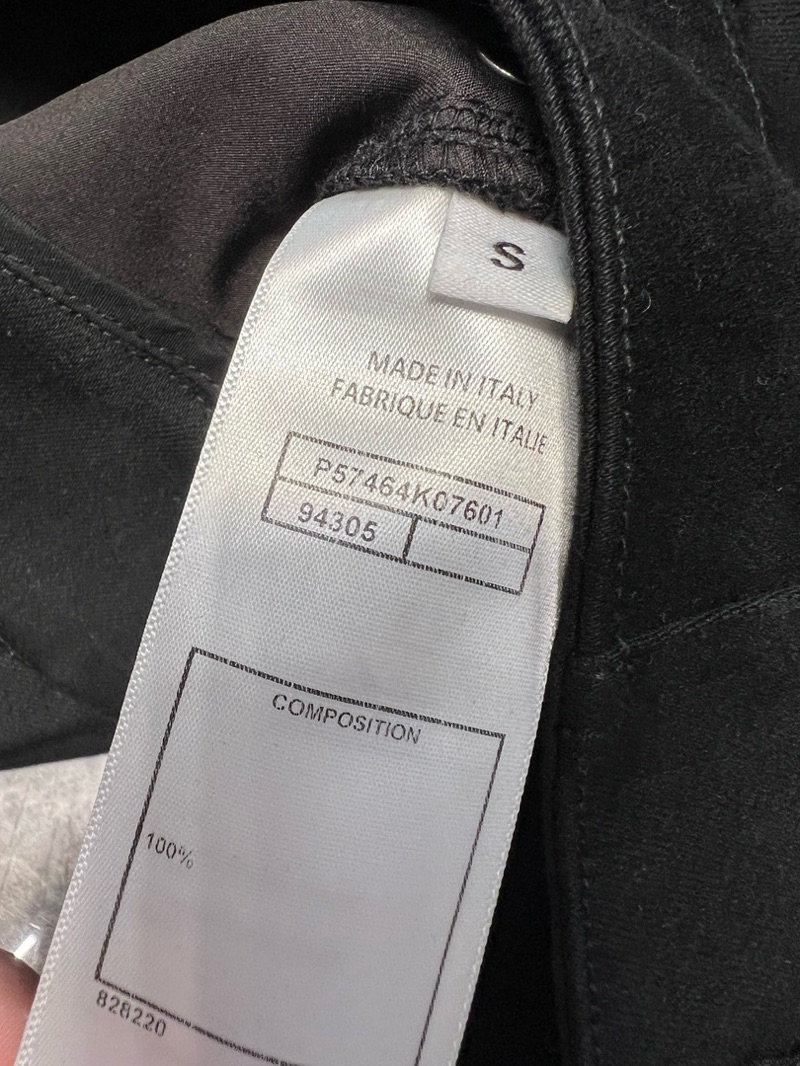 S
MADE IN ITALY
FABRIQUE EN ITALIE
P57464K07601
94305
COMPOSITION
100%
828220